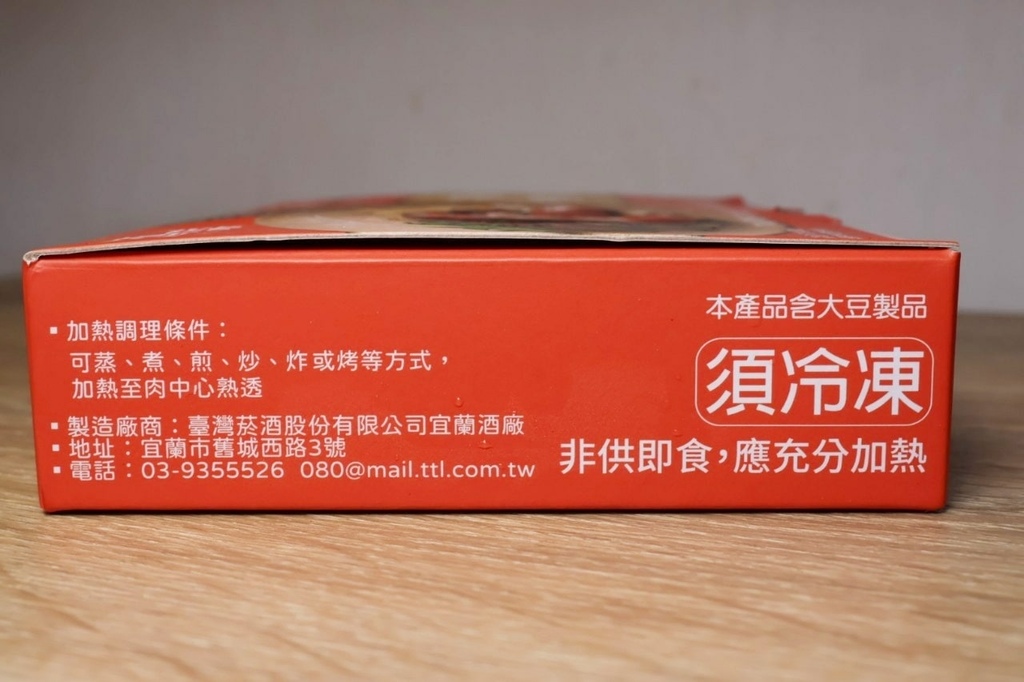 ▪ 加熱調理條件：
可蒸、煮、煎、炒、炸或烤等方式，
加熱至肉中心熟透
▪ 製造廠商：臺灣菸酒股份有限公司宜蘭酒廠
▪ 地址：宜蘭市舊城西路3號
▪ 電話：03-9355526 080@mail.ttl.com.tw
本產品含大豆製品
須冷凍
非供即食，應充分加熱